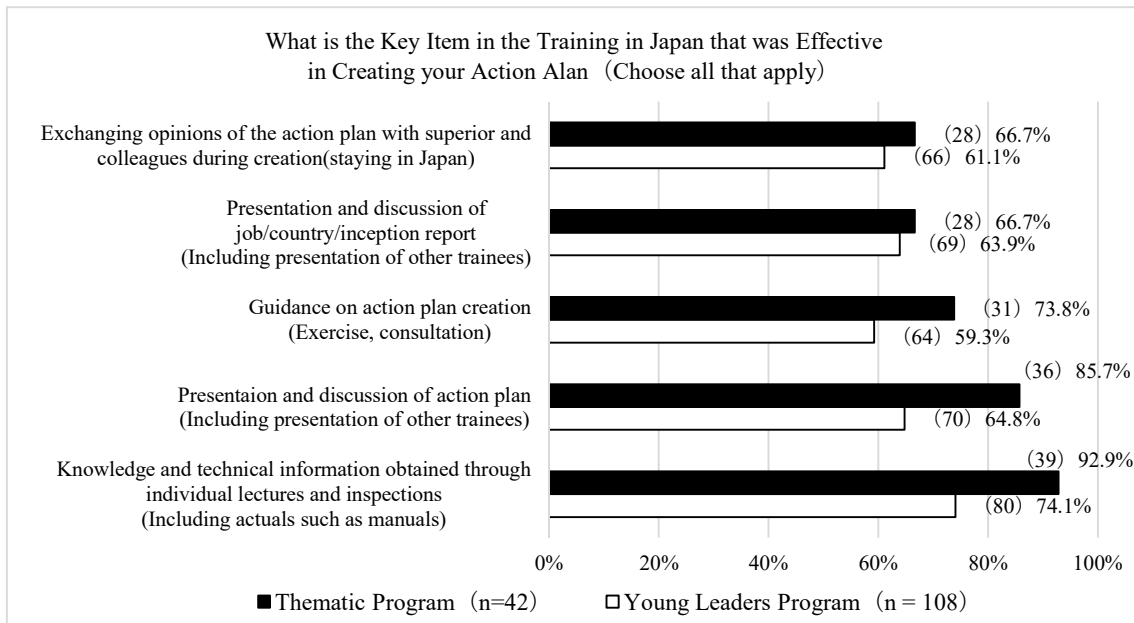 What is the Key Item in the Training in Japan that was Effective
in Creating your Action Alan（Choose all that apply）
Exchanging opinions of the action plan with superior and
colleagues during creation(staying in Japan)
（28）66.7%
（66）61.1%
Presentation and discussion of
job/country/inception report
(Including presentation of other trainees)
（28）66.7%
（69）63.9%
Guidance on action plan creation
(Exercise, consultation)
（31）73.8%
（64）59.3%
Presentaion and discussion of action plan
(Including presentation of other trainees)
（36）85.7%
（70）64.8%
Knowledge and technical information obtained through
individual lectures and inspections
(Including actuals such as manuals)
（39）92.9%
（80）74.1%
0% 20% 40% 60% 80% 100%
Thematic Program（n=42） Young Leaders Program（n = 108）